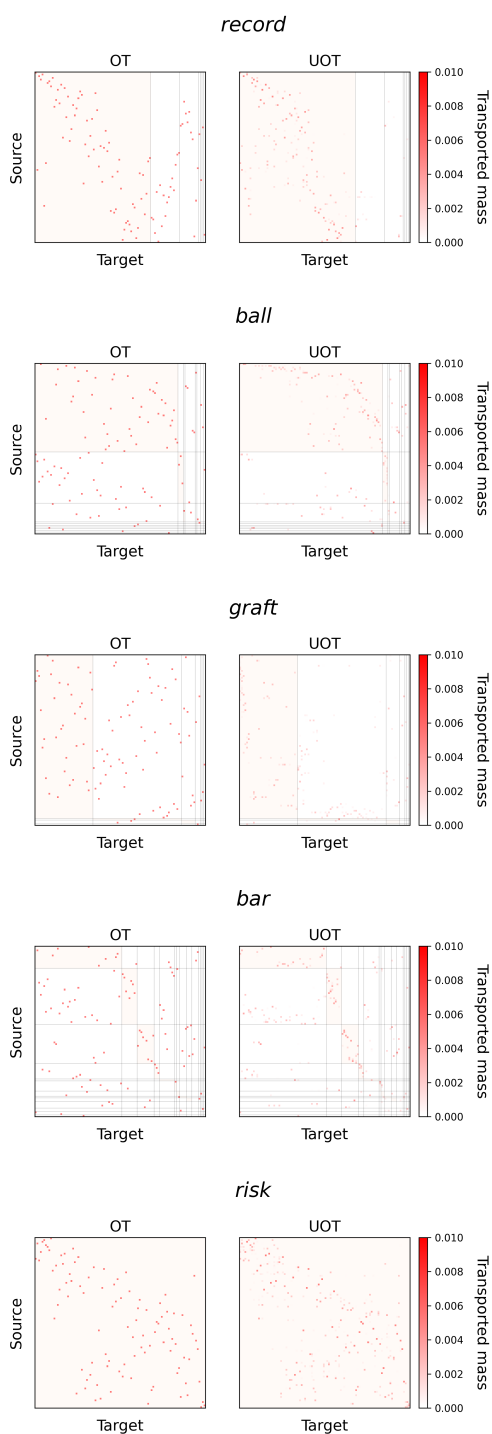 record
OT
UOT
Source
Target
Target
0.010
0.008
0.006
0.004
0.002
0.000
Transported mass
ball
OT
UOT
Source
Target
Target
0.010
0.008
0.006
0.004
0.002
0.000
Transported mass
graft
OT
UOT
Source
Target
Target
0.010
0.008
0.006
0.004
0.002
0.000
Transported mass
bar
OT
UOT
Source
Target
Target
0.010
0.008
0.006
0.004
0.002
0.000
Transported mass
risk
OT
UOT
Source
Target
Target
0.010
0.008
0.006
0.004
0.002
0.000
Transported mass